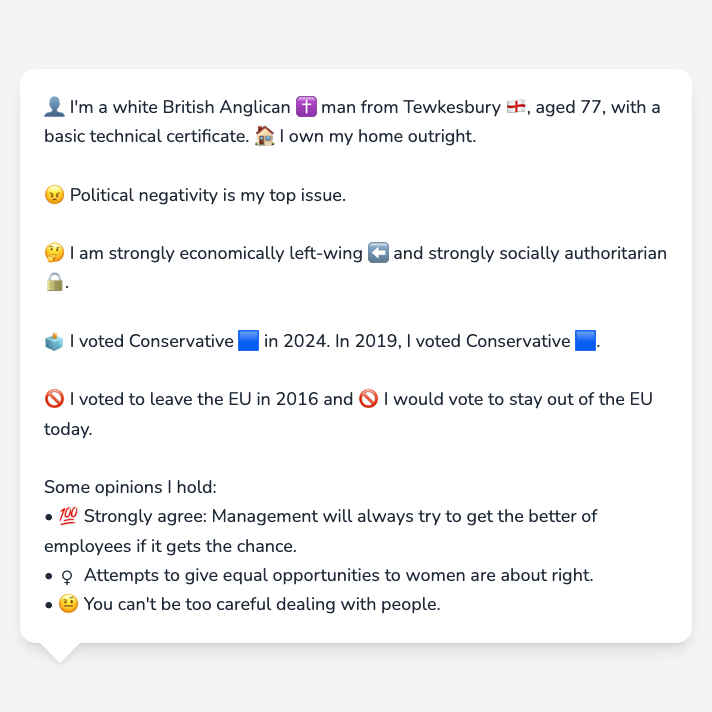 👤 I'm a white British Anglican ✝️ man from Tewkesbury 🏴󠁧󠁢󠁥󠁮󠁧󠁿, aged 77, with a
basic technical certificate. 🏠 I own my home outright.
😠 Political negativity is my top issue.
🤔 I am strongly economically left-wing ⬅️ and strongly socially authoritarian
🔒.
🗳️ I voted Conservative 🟦 in 2024. In 2019, I voted Conservative 🟦.
🚫 I voted to leave the EU in 2016 and 🚫 I would vote to stay out of the EU
today.
Some opinions I hold:
• 💯 Strongly agree: Management will always try to get the better of
employees if it gets the chance.
• ♀ Attempts to give equal opportunities to women are about right.
• 🤨 You can't be too careful dealing with people.